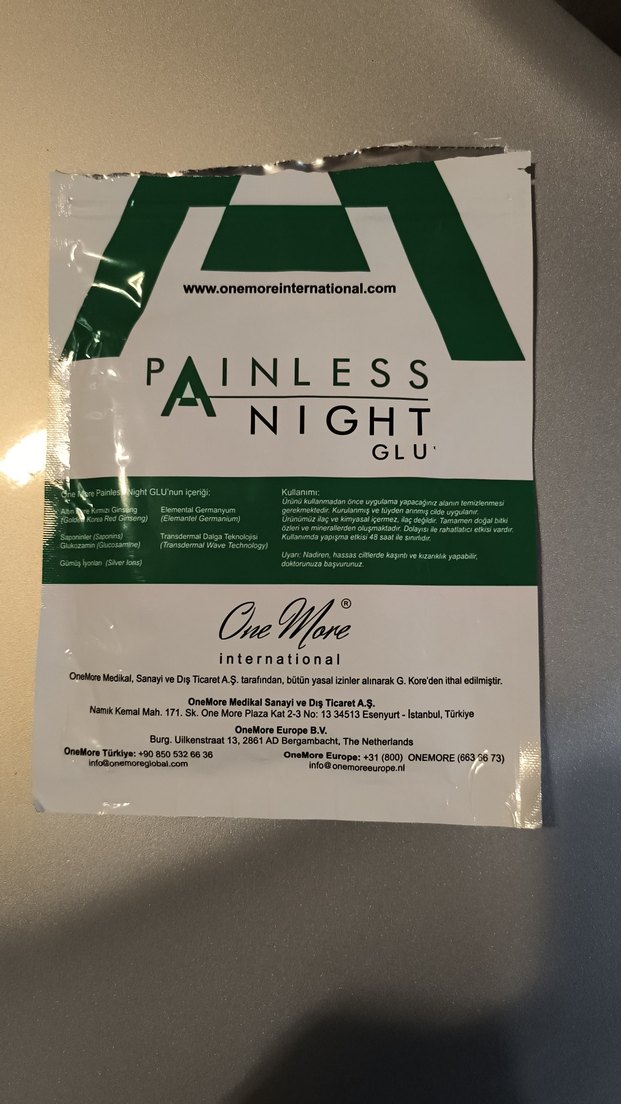 www.onemoreinternational.com
PAINLESS
NIGHT
GLU
One More Painless Night GLU'nun içeriği:
Altın Kore Kırmızı Ginseng
(Golden Korea Red Ginseng)
Saponinler (Saponins)
Glukozamin (Glucosamine)
Gümüş İyonları (Silver Ions)
Elemental Germanyum
(Elemantel Germanium)
Transdermal Dalga Teknolojisi
(Transdermal Wave Technology)
Kullanımı:
Ürünü kullanmadan önce uygulama yapacağınız alanın temizlenmesi
gerekmektedir. Kurulanmış ve tüyden arınmış cilde uygulanır.
Ürünümüz ilaç ve kimyasal içermez, ilaç değildir. Tamamen doğal bitki
özleri ve minerallerden oluşmaktadır. Dolayısı ile rahatlatıcı etkisi vardır.
Kullanımda yapışma etkisi 48 saat ile sınırlıdır.
Uyarı: Nadiren, hassas ciltlerde kaşıntı ve kızarıklık yapabilir,
doktorunuza başvurunuz.
One More®
international
OneMore Medikal, Sanayi ve Dış Ticaret A.Ş. tarafından, bütün yasal izinler alınarak G. Kore'den ithal edilmiştir.
OneMore Medikal Sanayi ve Dış Ticaret A.Ş.
Namık Kemal Mah. 171. Sk. One More Plaza Kat 2-3 No: 13 34513 Esenyurt - İstanbul, Türkiye
OneMore Europe B.V.
Burg. Uilkenstraat 13, 2861 AD Bergambacht, The Netherlands
OneMore Türkiye: +90 850 532 66 36
info@onemoreglobal.com
OneMore Europe: +31 (800) ONEMORE (663 66 73)
info@onemoreeurope.nl